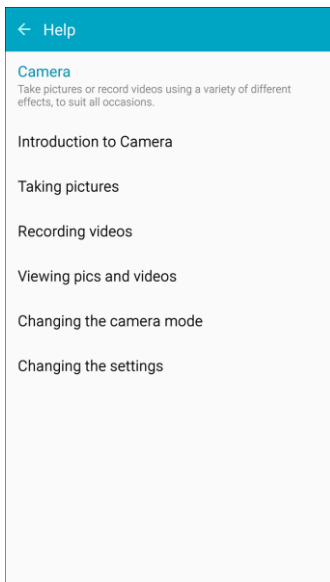 Help
Camera
Take pictures or record videos using a variety of different
effects, to suit all occasions.
Introduction to Camera
Taking pictures
Recording videos
Viewing pics and videos
Changing the camera mode
Changing the settings